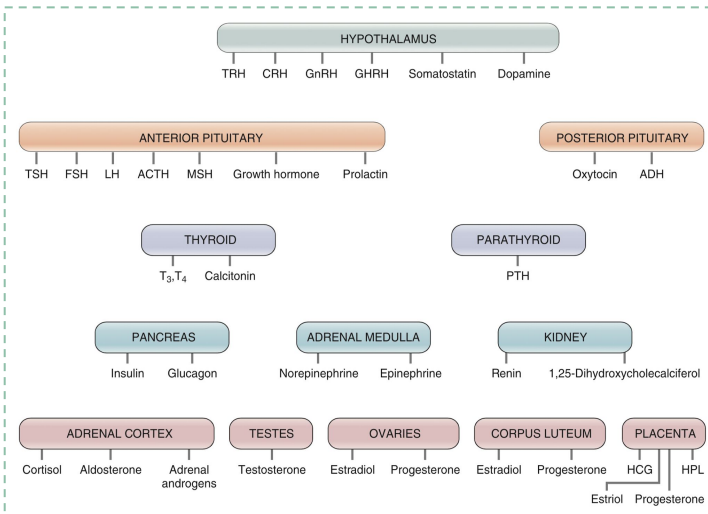 HYPOTHALAMUS
TRH CRH GnRH GHRH Somatostatin Dopamine
ANTERIOR PITUITARY POSTERIOR PITUITARY
TSH FSH LH ACTH MSH Growth hormone Prolactin Oxytocin ADH
THYROID PARATHYROID
T3,T4 Calcitonin PTH
PANCREAS ADRENAL MEDULLA KIDNEY
Insulin Glucagon Norepinephrine Epinephrine Renin 1,25-Dihydroxycholecalciferol
ADRENAL CORTEX TESTES OVARIES CORPUS LUTEUM PLACENTA
Cortisol Aldosterone Adrenal Testosterone Estradiol Progesterone Estradiol Progesterone HCG HPL
androgens
Estriol Progesterone